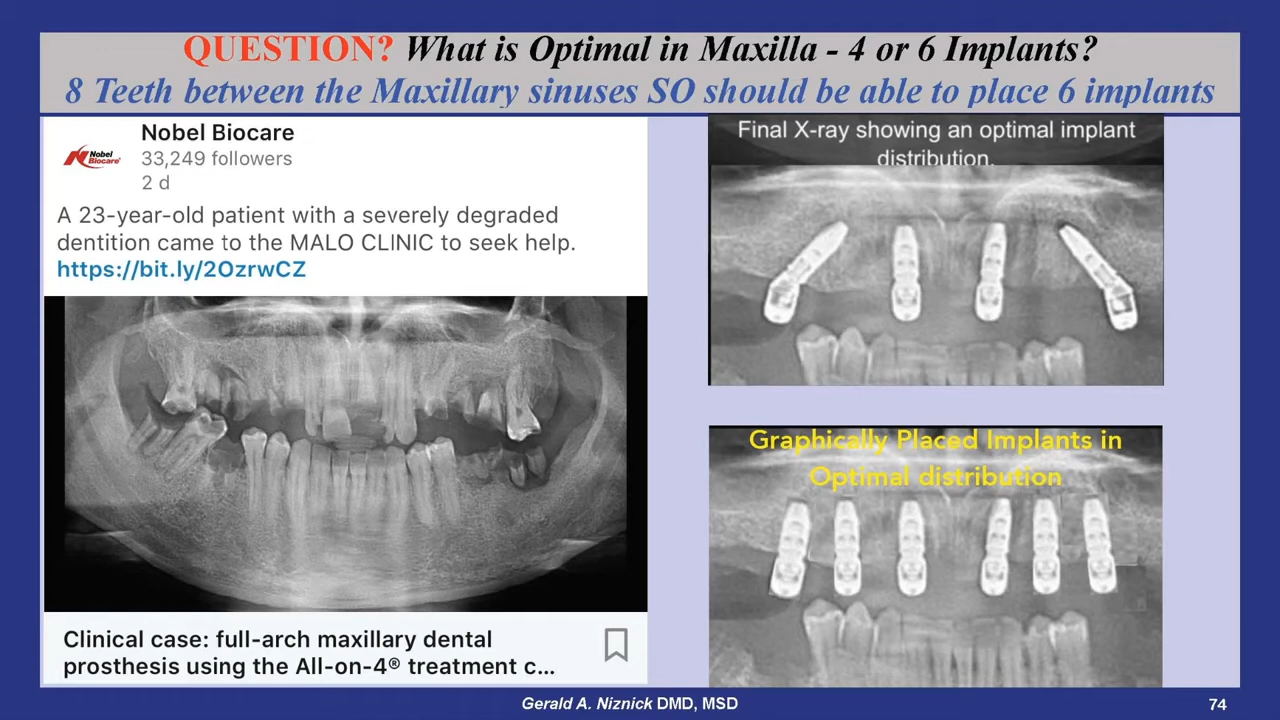 QUESTION? What is Optimal in Maxilla - 4 or 6 Implants?
8 Teeth between the Maxillary sinuses SO should be able to place 6 implants
Nobel Biocare
Nobel
Biocare
33,249 followers
2 d
A 23-year-old patient with a severely degraded
dentition came to the MALO CLINIC to seek help.
https://bit.ly/2OzrwCZ
Clinical case: full-arch maxillary dental
prosthesis using the All-on-4® treatment c...
Final X-ray showing an optimal implant
distribution.
Graphically Placed Implants in
Optimal distribution
Gerald A. Niznick DMD, MSD
74